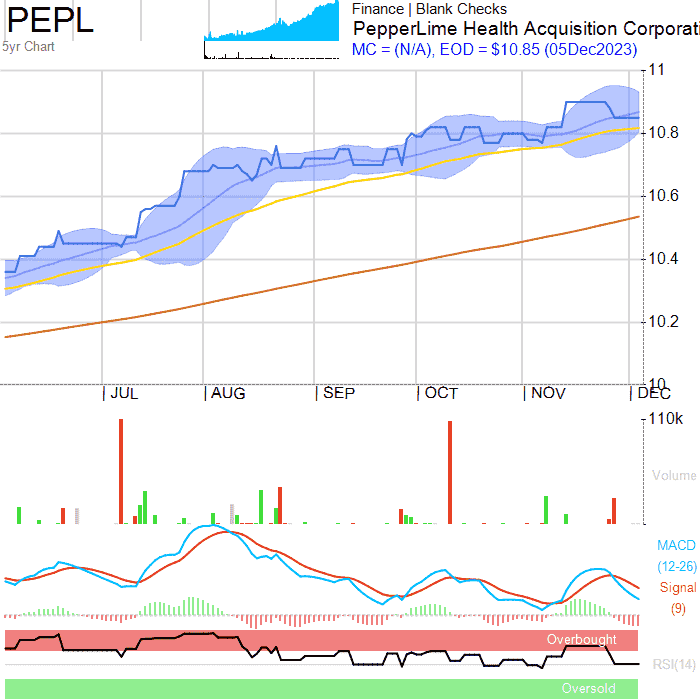 PEPL
5yr Chart
Finance | Blank Checks
PepperLime Health Acquisition Corporati
MC = (N/A), EOD = $10.85 (05Dec2023)
11
10.8
10.6
10.4
10.2
10
| JUL | AUG | SEP | OCT | NOV | DEC
110k
Volume
MACD
(12-26)
Signal
(9)
Overbought
RSI(14)
Oversold